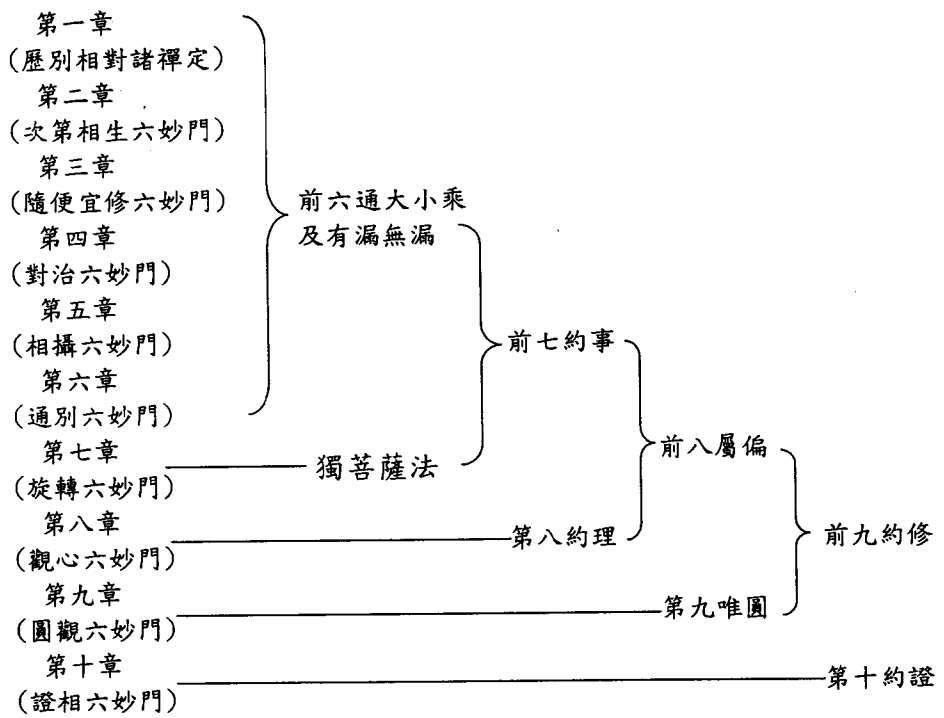 第一章
(歷別相對諸禪定)
第二章
(次第相生六妙門)
第三章
(隨便宜修六妙門)
第四章
(對治六妙門)
第五章
(相攝六妙門)
第六章
(通別六妙門)
第七章
(旋轉六妙門)
第八章
(觀心六妙門)
第九章
(圓觀六妙門)
第十章
(證相六妙門)
前六通大小乘
及有漏無漏
獨菩薩法
前七約事
第八約理
前八屬偏
第九唯圓
前九約修
第十約證